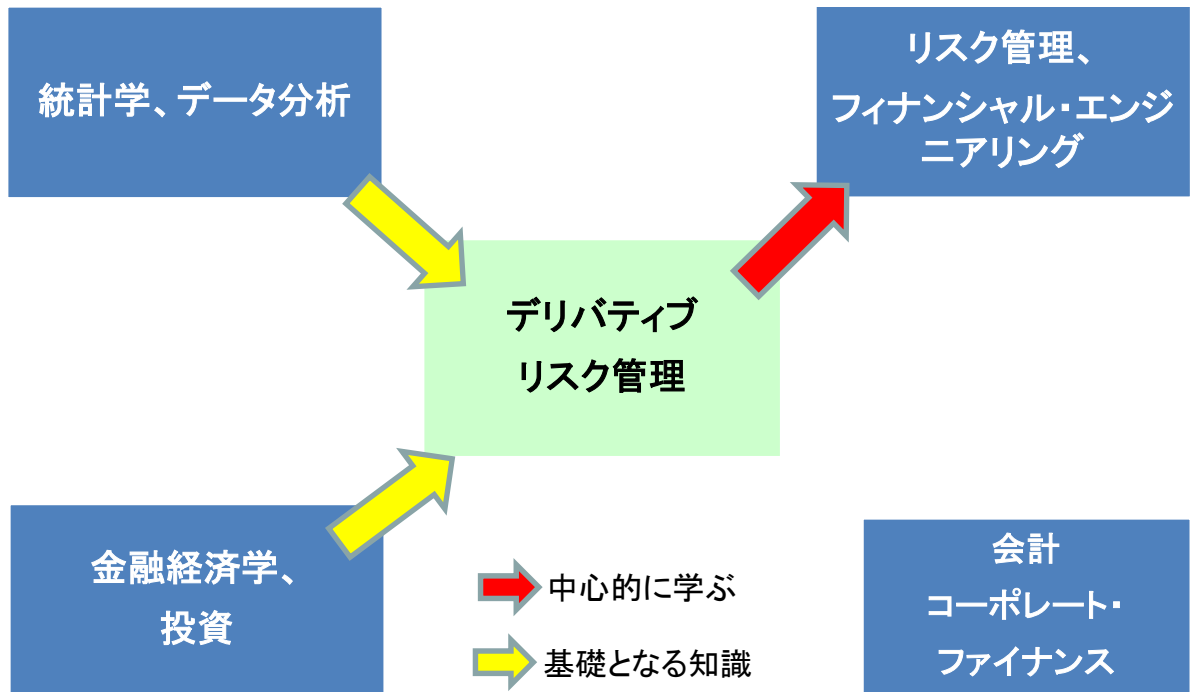 統計学、データ分析
リスク管理、
フィナンシャル・エンジ
ニアリング
デリバティブ
リスク管理
金融経済学、
投資
中心的に学ぶ
基礎となる知識
会計
コーポレート・
ファイナンス